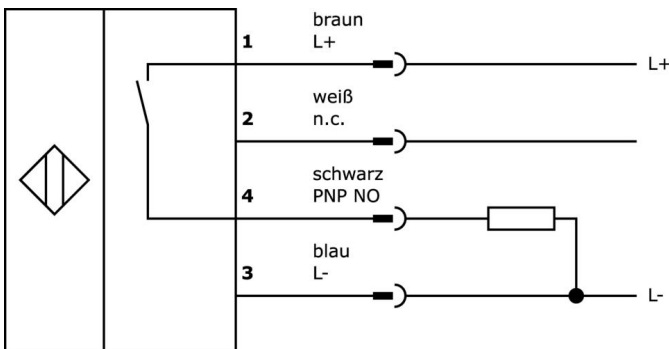 braun
1 L+ L+
weiß
2 n.c.
schwarz
4 PNP NO
blau
3 L- L-